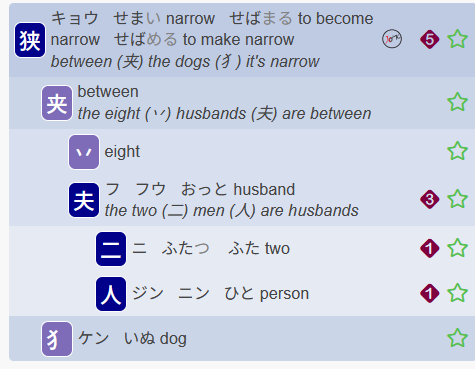 狭 キョウ せまい narrow せばまる to become
narrow せばめる to make narrow 5
between (夹) the dogs (犭) it's narrow
夹 between
the eight (丷) husbands (夫) are between
丷 eight
夫 フ フウ おっと husband 3
the two (二) men (人) are husbands
二 ニ ふたつ ふた two 1
人 ジン ニン ひと person 1
犭 ケン いぬ dog